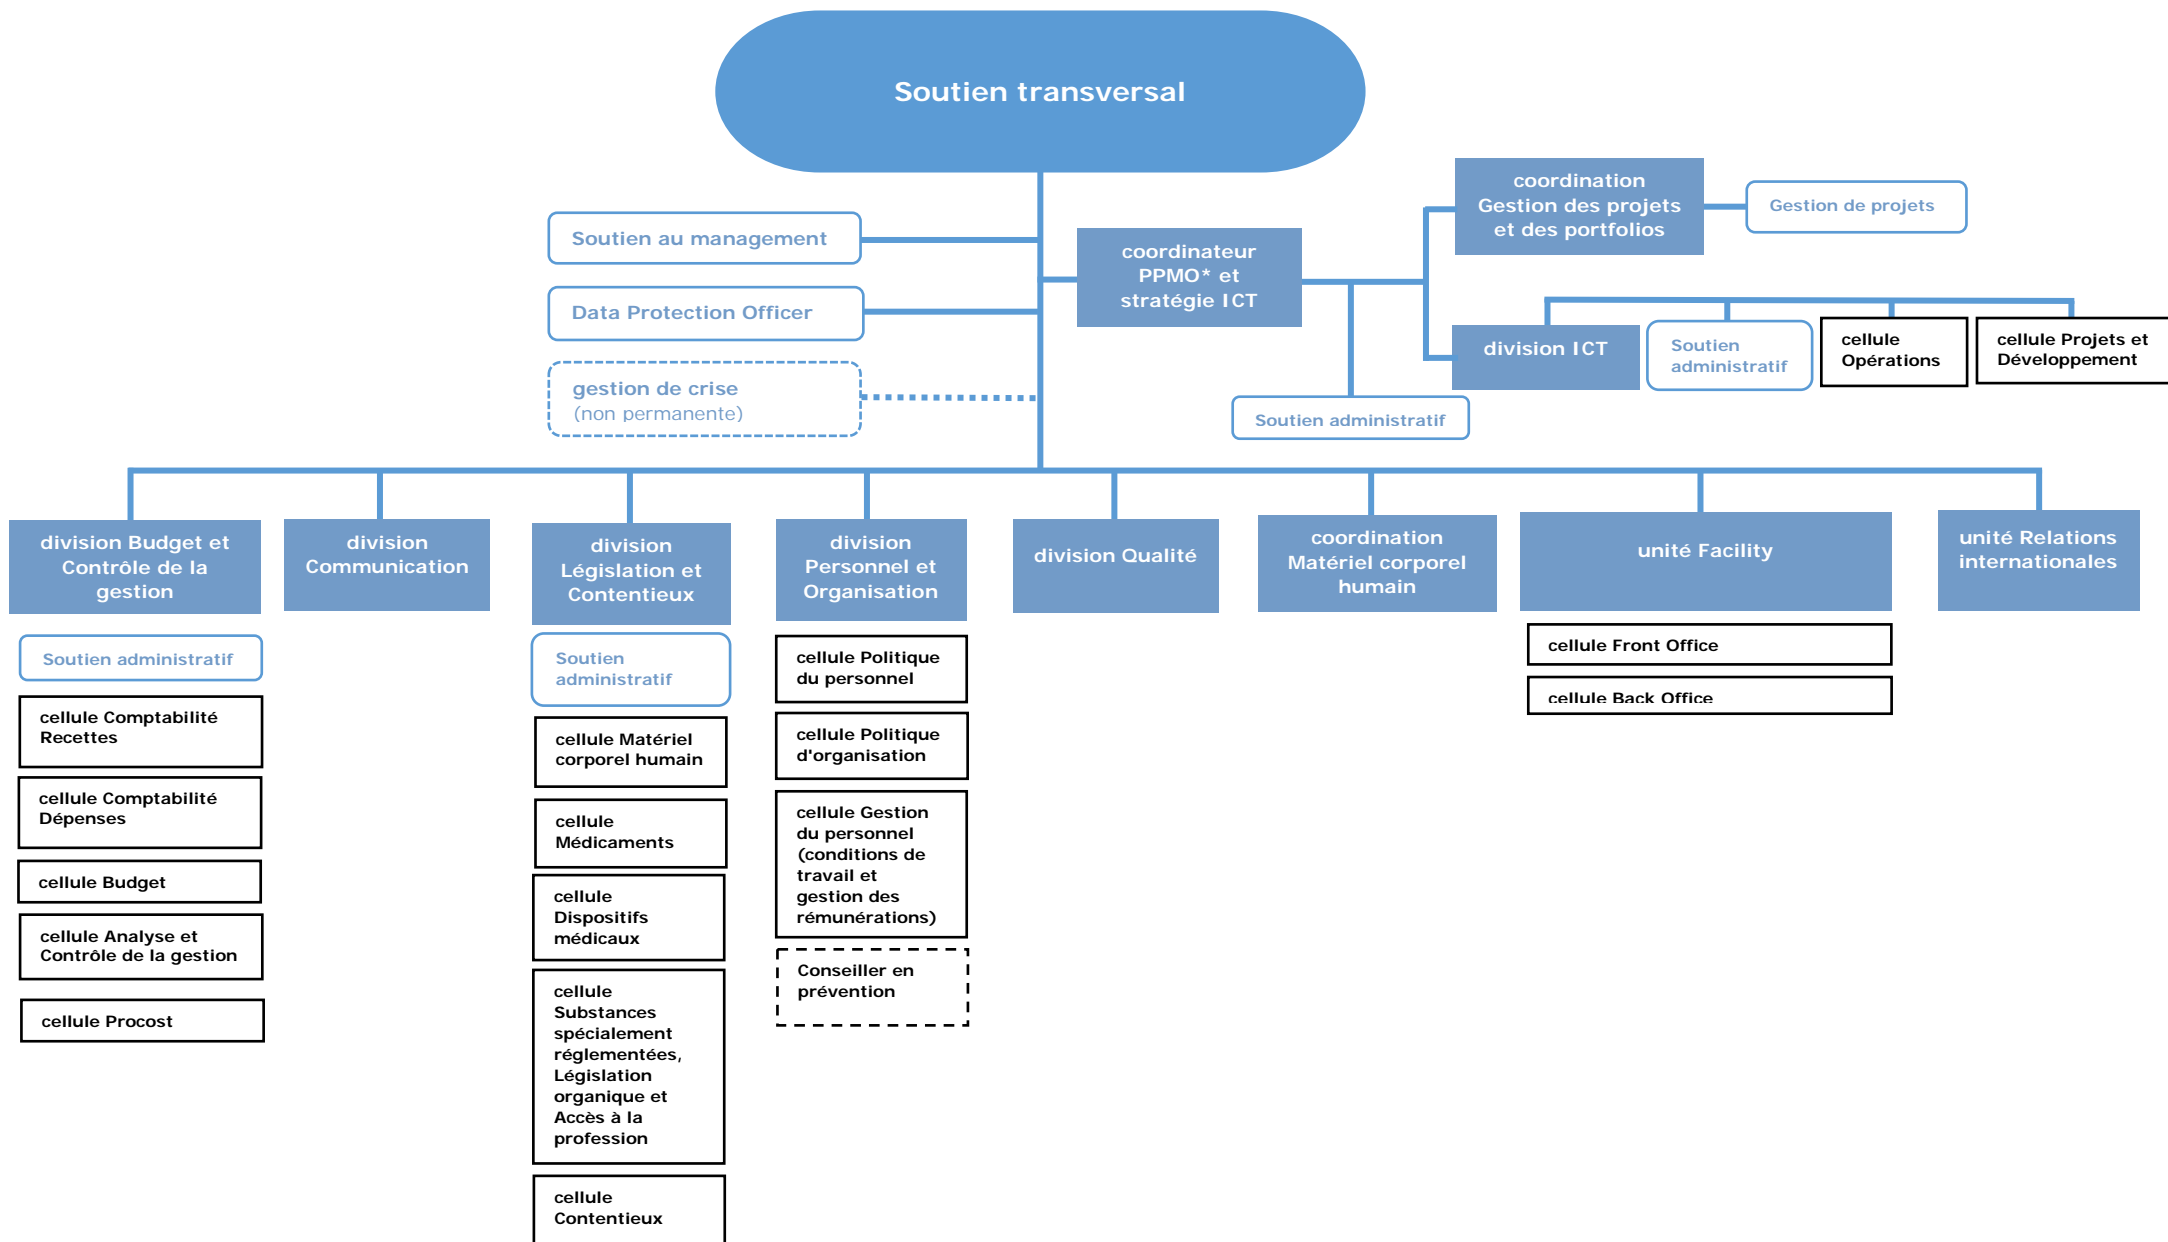 Soutien transversal
Soutien au management
Data Protection Officer
gestion de crise
(non permanente)
coordinateur
PPMO* et
stratégie ICT
coordination
Gestion des projets
et des portfolios
Gestion de projets
division ICT
Soutien
administratif
cellule
Opérations
cellule Projets et
Développement
Soutien administratif
division Budget et
Contrôle de la
gestion
Soutien administratif
cellule Comptabilité
Recettes
cellule Comptabilité
Dépenses
cellule Budget
cellule Analyse et
Contrôle de la gestion
cellule Procost
division
Communication
division
Législation et
Contentieux
Soutien
administratif
cellule Matériel
corporel humain
cellule
Médicaments
cellule
Dispositifs
médicaux
cellule
Substances
spécialement
réglementées,
Législation
organique et
Accès à la
profession
cellule
Contentieux
division
Personnel et
Organisation
cellule Politique
du personnel
cellule Politique
d'organisation
cellule Gestion
du personnel
(conditions de
travail et
gestion des
rémunérations)
Conseiller en
prévention
division Qualité
coordination
Matériel corporel
humain
unité Facility
cellule Front Office
cellule Back Office
unité Relations
internationales